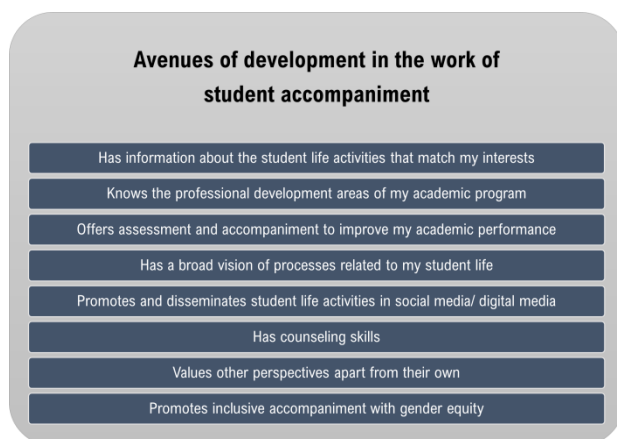 Avenues of development in the work of
student accompaniment
Has information about the student life activities that match my interests
Knows the professional development areas of my academic program
Offers assessment and accompaniment to improve my academic performance
Has a broad vision of processes related to my student life
Promotes and disseminates student life activities in social media/ digital media
Has counseling skills
Values other perspectives apart from their own
Promotes inclusive accompaniment with gender equity